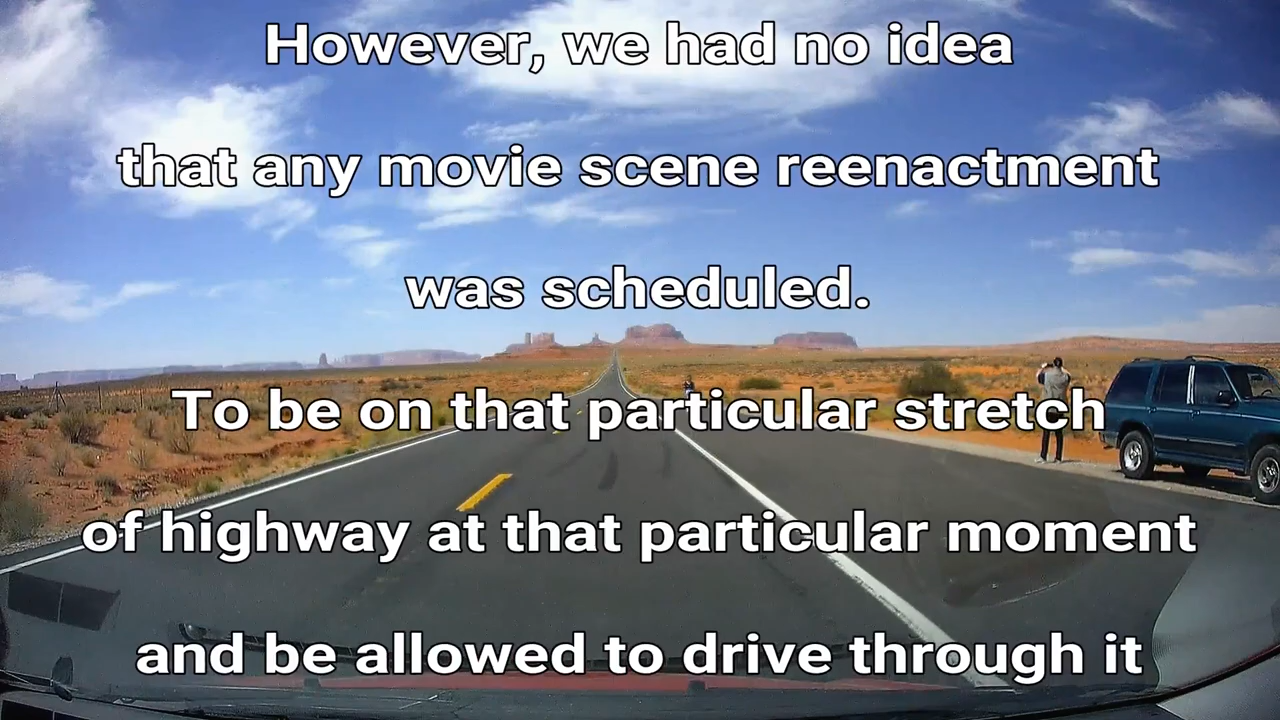 However, we had no idea
that any movie scene reenactment
was scheduled.
To be on that particular stretch
of highway at that particular moment
and be allowed to drive through it